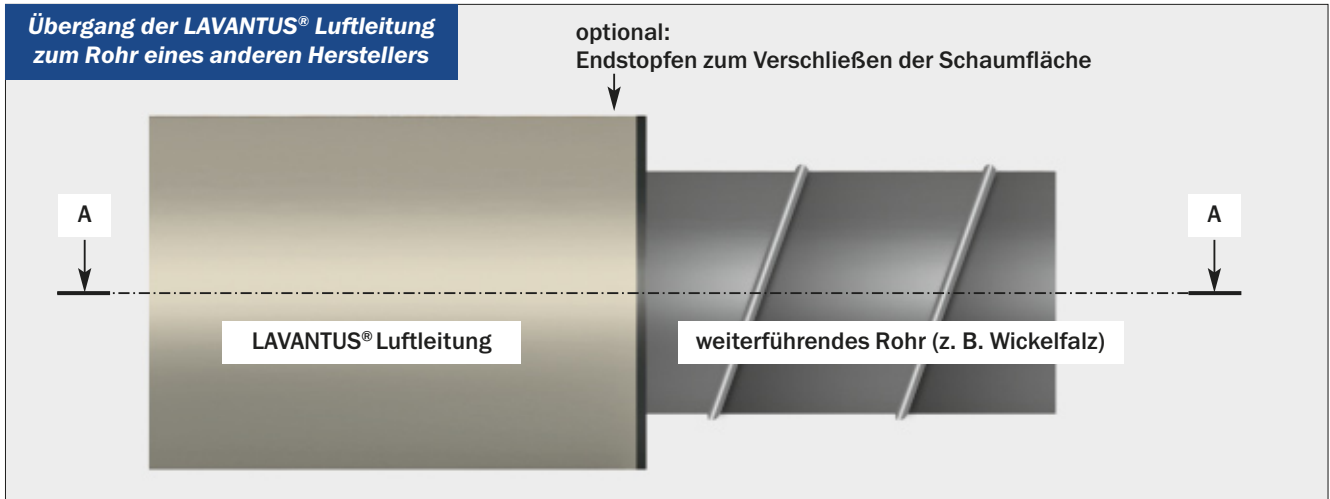 Übergang der LAVANTUS® Luftleitung
zum Rohr eines anderen Herstellers
optional:
Endstopfen zum Verschließen der Schaumfläche
A
A
LAVANTUS® Luftleitung
weiterführendes Rohr (z. B. Wickelfalz)